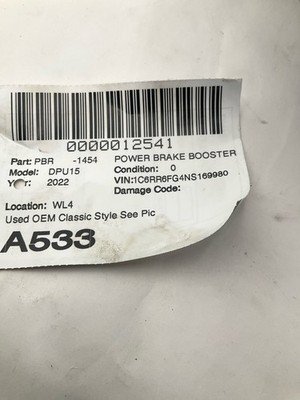 0000012541
Part: PBR -1454 POWER BRAKE BOOSTER
Model: DPU15 Condition: 0
Year: 2022 VIN:1C6RR6FG4NS169980
Damage Code:
Location: WL4
Used OEM Classic Style See Pic
A533